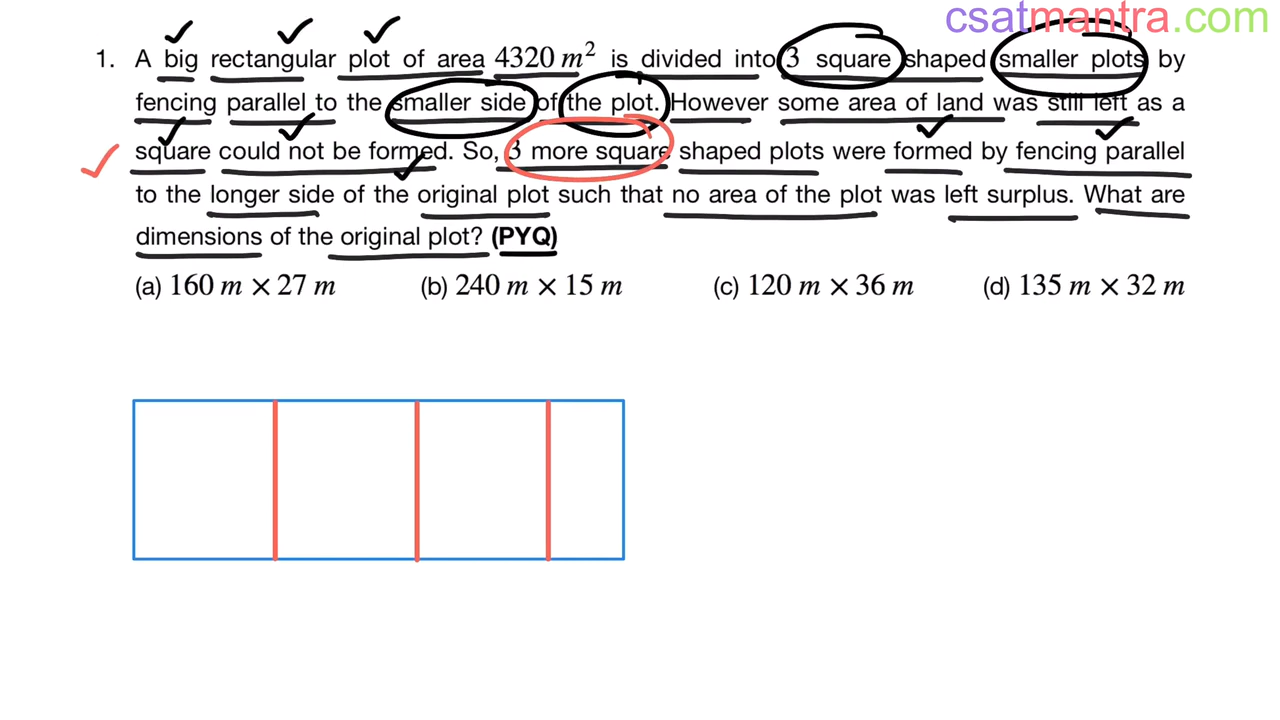 csatmantra.com
1. A big rectangular plot of area 4320 m² is divided into 3 square shaped smaller plots by
fencing parallel to the smaller side of the plot. However some area of land was still left as a
square could not be formed. So, 3 more square shaped plots were formed by fencing parallel
to the longer side of the original plot such that no area of the plot was left surplus. What are
dimensions of the original plot? (PYQ)
(a) 160 m × 27 m (b) 240 m × 15 m (c) 120 m × 36 m (d) 135 m × 32 m